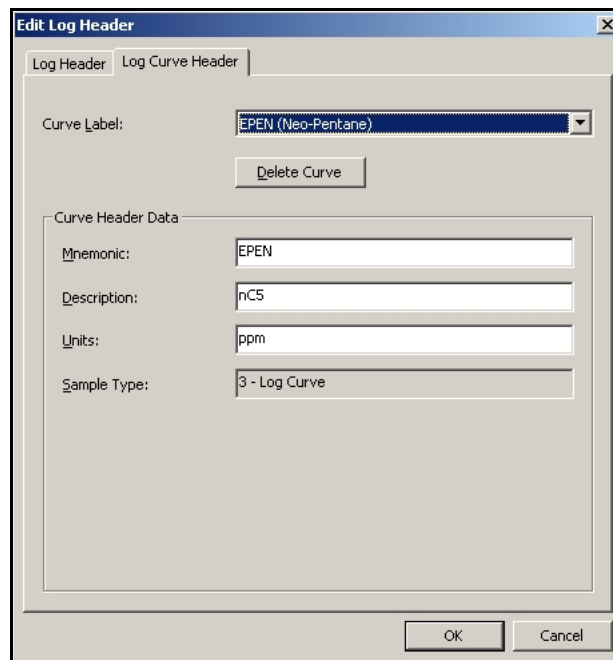 Edit Log Header
Log Header
Log Curve Header
Curve Label:
EPEN (Neo-Pentane)
Delete Curve
Curve Header Data
Mnemonic:
EPEN
Description:
nC5
Units:
ppm
Sample Type:
3 - Log Curve
OK
Cancel